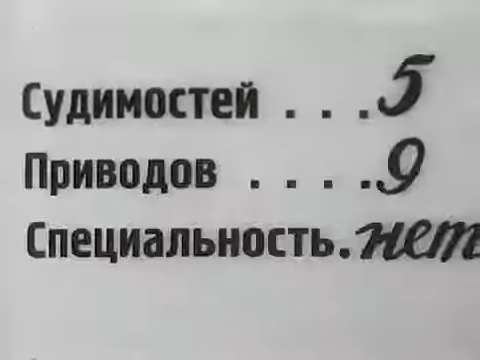 Судимостей . . . 5
Приводов . . . . 9
Специальность. нет